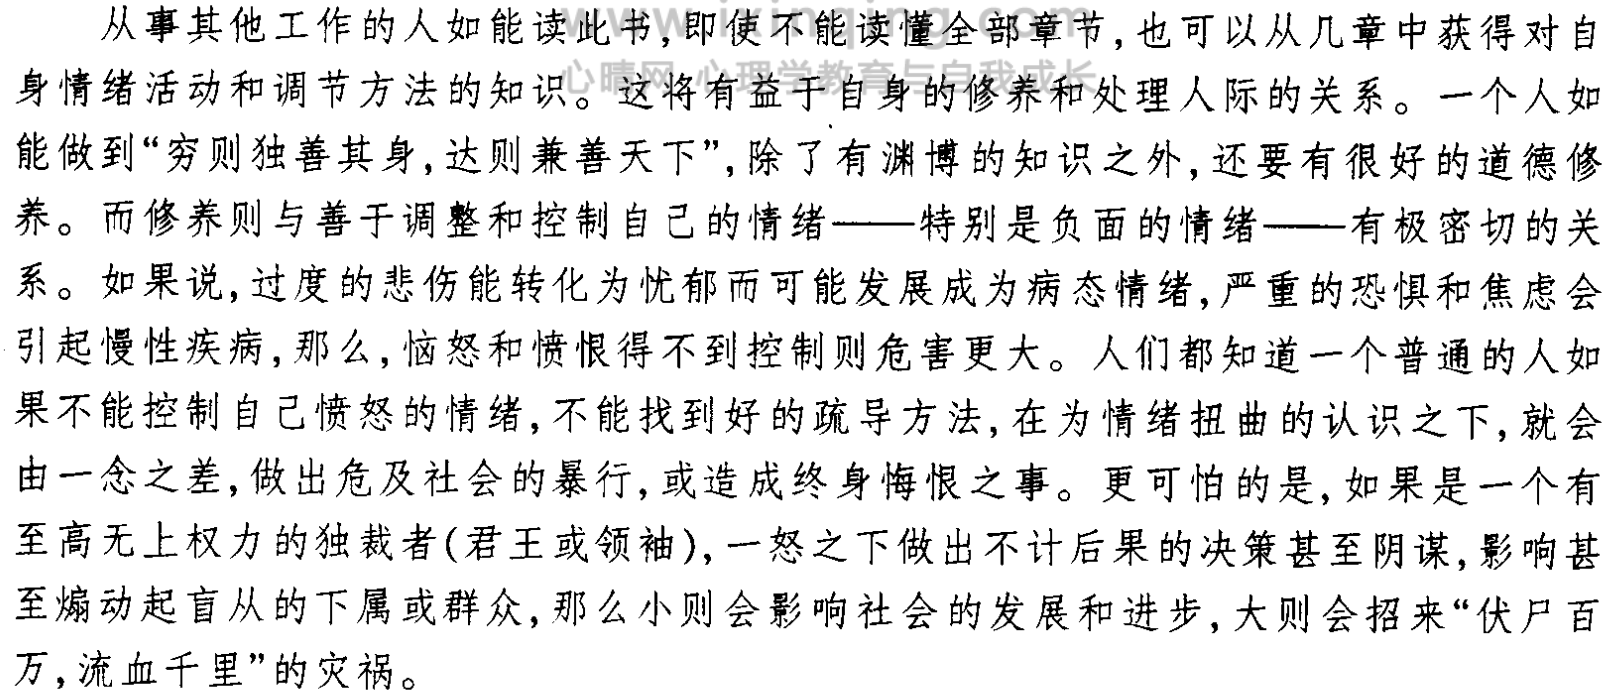 www.ixinqing.com
从事其他工作的人如能读此书,即使不能读懂全部章节,也可以从几章中获得对自
心晴网 心理学教育与自我成长
身情绪活动和调节方法的知识。这将有益于自身的修养和处理人际的关系。一个人如
能做到“穷则独善其身,达则兼善天下”,除了有渊博的知识之外,还要有很好的道德修
养。而修养则与善于调整和控制自己的情绪——特别是负面的情绪——有极密切的关
系。如果说,过度的悲伤能转化为忧郁而可能发展成为病态情绪,严重的恐惧和焦虑会
引起慢性疾病,那么,恼怒和愤恨得不到控制则危害更大。人们都知道一个普通的人如
果不能控制自己愤怒的情绪,不能找到好的疏导方法,在为情绪扭曲的认识之下,就会
由一念之差,做出危及社会的暴行,或造成终身悔恨之事。更可怕的是,如果是一个有
至高无上权力的独裁者(君王或领袖),一怒之下做出不计后果的决策甚至阴谋,影响甚
至煽动起盲从的下属或群众,那么小则会影响社会的发展和进步,大则会招来“伏尸百
万,流血千里”的灾祸。